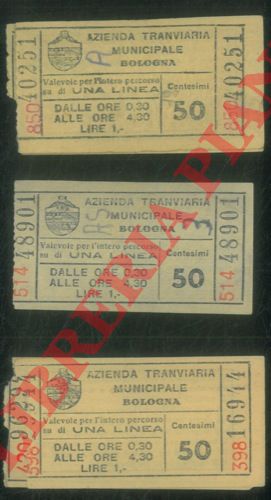 850 40251
AZIENDA TRANVIARIA
MUNICIPALE
BOLOGNA
Valevole per l'intero percorso
su di UNA LINEA
Centesimi
50
DALLE ORE 0,30
ALLE ORE 4,30
LIRE 1,-
850 40251
514 48901
AZIENDA TRANVIARIA
MUNICIPALE
BOLOGNA
Valevole per l'intero percorso
su di UNA LINEA
Centesimi
50
DALLE ORE 0,30
ALLE ORE 4,30
LIRE 1,-
514 48901
AZIENDA TRANVIARIA
MUNICIPALE
BOLOGNA
Valevole per l'intero percorso
su di UNA LINEA
Centesimi
50
DALLE ORE 0,30
ALLE ORE 4,30
LIRE 1,-
398 16944
LIBRERIA PIANI